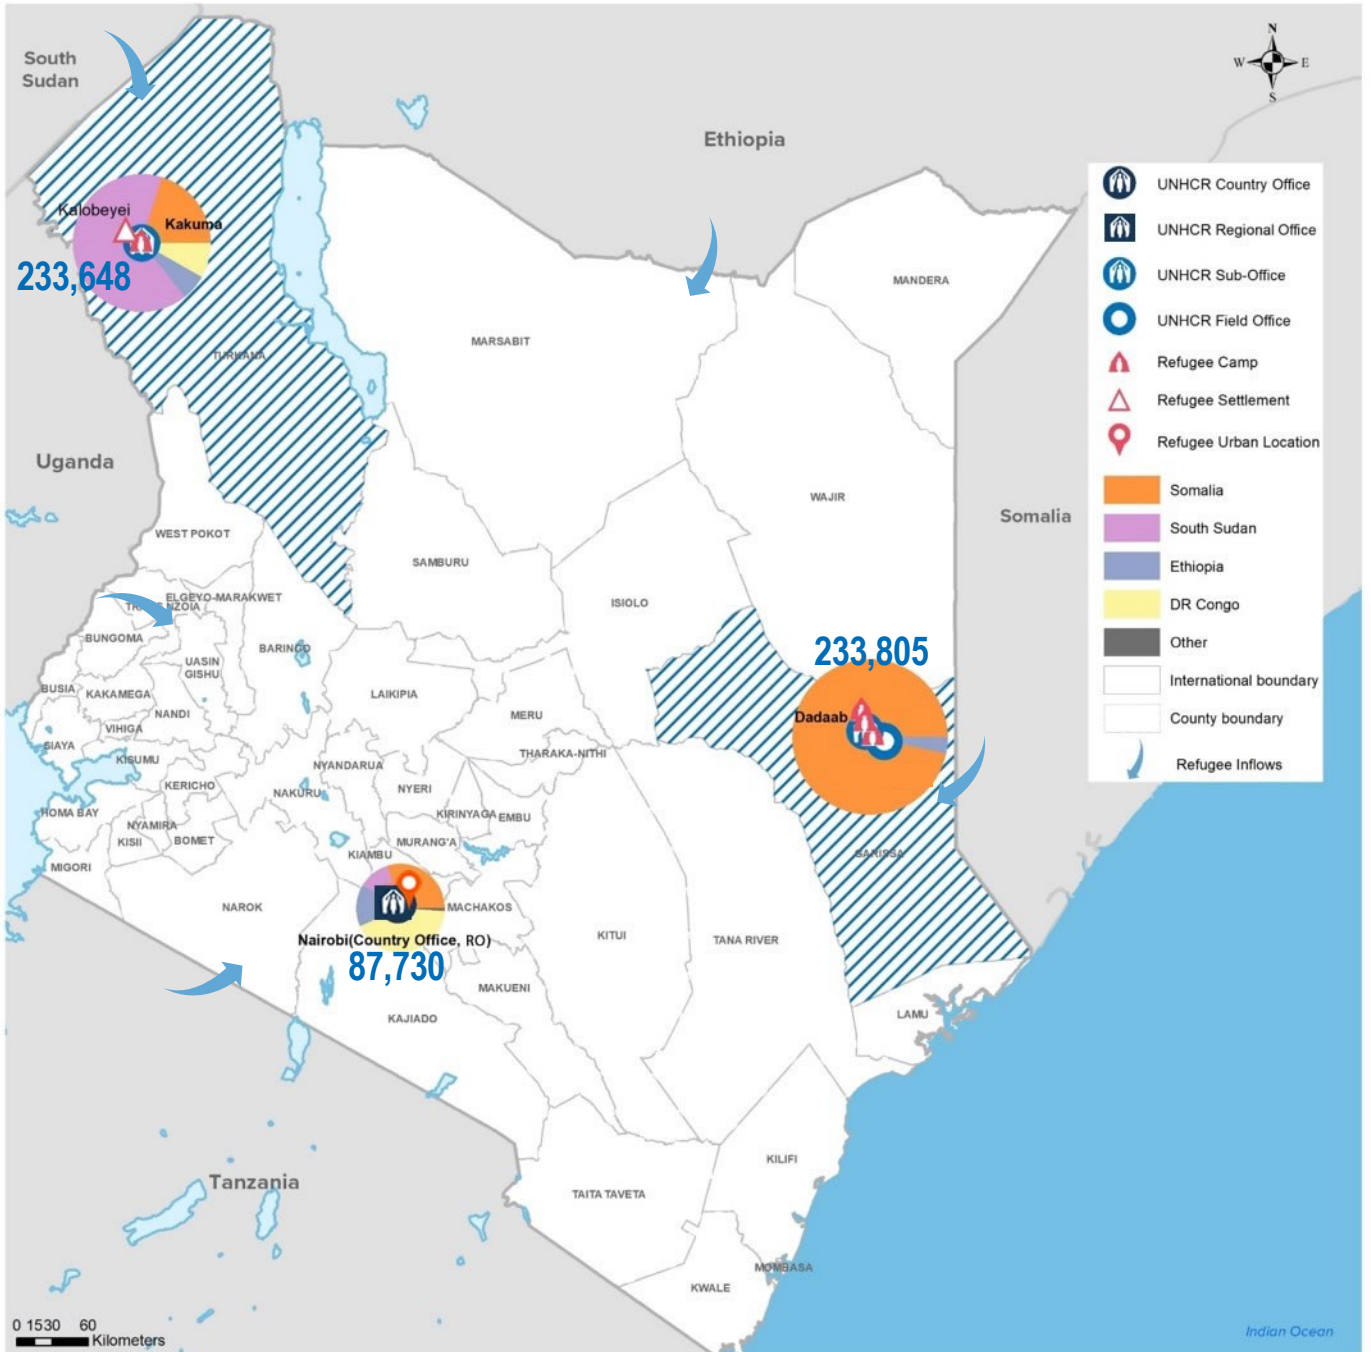 South
Sudan
N
W E
S
Ethiopia
UNHCR Country Office
UNHCR Regional Office
UNHCR Sub-Office
UNHCR Field Office
Refugee Camp
Refugee Settlement
Refugee Urban Location
Somalia
South Sudan
Ethiopia
DR Congo
Other
International boundary
County boundary
Refugee Inflows
Kalobeyei
Kakuma
233,648
TURKANA
MANDERA
MARSABIT
Uganda
WAJIR
Somalia
WEST POKOT
SAMBURU
ISIOLO
ELGEYO-MARAKWET
TRANS NZOIA
BUNGOMA
BARINGO
UASIN
GISHU
233,805
Dadaab
BUSIA
KAKAMEGA
LAIKIPIA
NANDI
MERU
VIHIGA
SIAYA
KISUMU
THARAKA-NITHI
NYANDARUA
KERICHO
NAKURU
NYERI
HOMA BAY
KIRINYAGA
EMBU
NYAMIRA
KISII
BOMET
MURANG'A
KIAMBU
GARISSA
MIGORI
NAROK
MACHAKOS
Nairobi(Country Office, RO)
87,730
KITUI
TANA RIVER
MAKUENI
KAJIADO
LAMU
KILIFI
Tanzania
TAITA TAVETA
MOMBASA
KWALE
0 1530 60
Kilometers
Indian Ocean